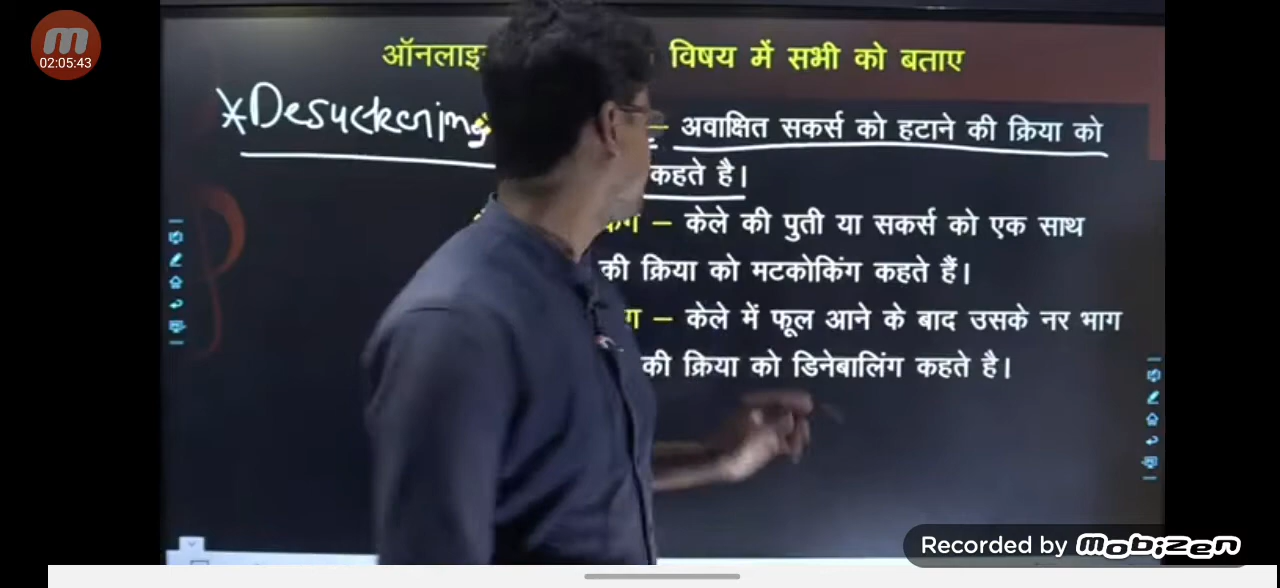 02:05:43
विषय में सभी को बताए
*Desuckering – अवाक्षित सकर्स को हटाने की क्रिया को
कहते है।
– केले की पुती या सकर्स को एक साथ
की क्रिया को मटकोकिंग कहते हैं।
– केले में फूल आने के बाद उसके नर भाग
की क्रिया को डिनेबालिंग कहते है।
Recorded by mobizen